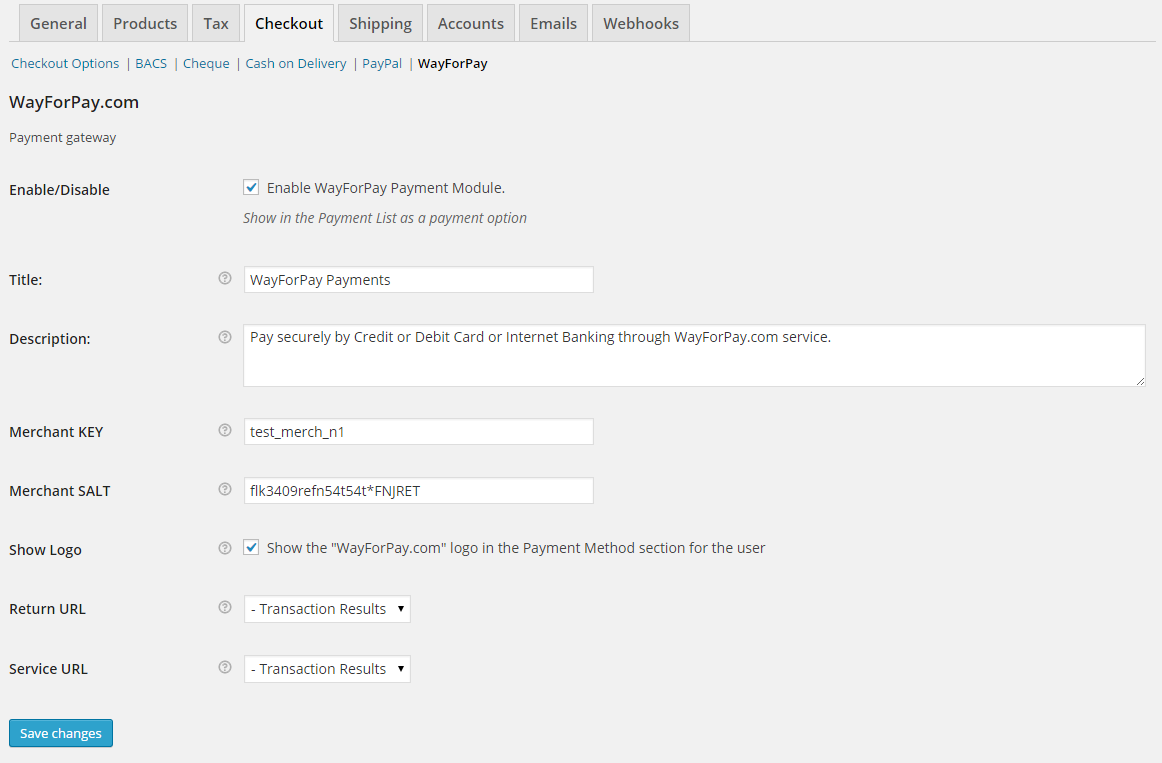 General Products Tax Checkout Shipping Accounts Emails Webhooks
Checkout Options | BACS | Cheque | Cash on Delivery | PayPal | WayForPay
WayForPay.com
Payment gateway
Enable/Disable Enable WayForPay Payment Module.
Show in the Payment List as a payment option
Title: WayForPay Payments
Description: Pay securely by Credit or Debit Card or Internet Banking through WayForPay.com service.
Merchant KEY test_merch_n1
Merchant SALT flk3409refn54t54t*FNJRET
Show Logo Show the "WayForPay.com" logo in the Payment Method section for the user
Return URL - Transaction Results
Service URL - Transaction Results
Save changes